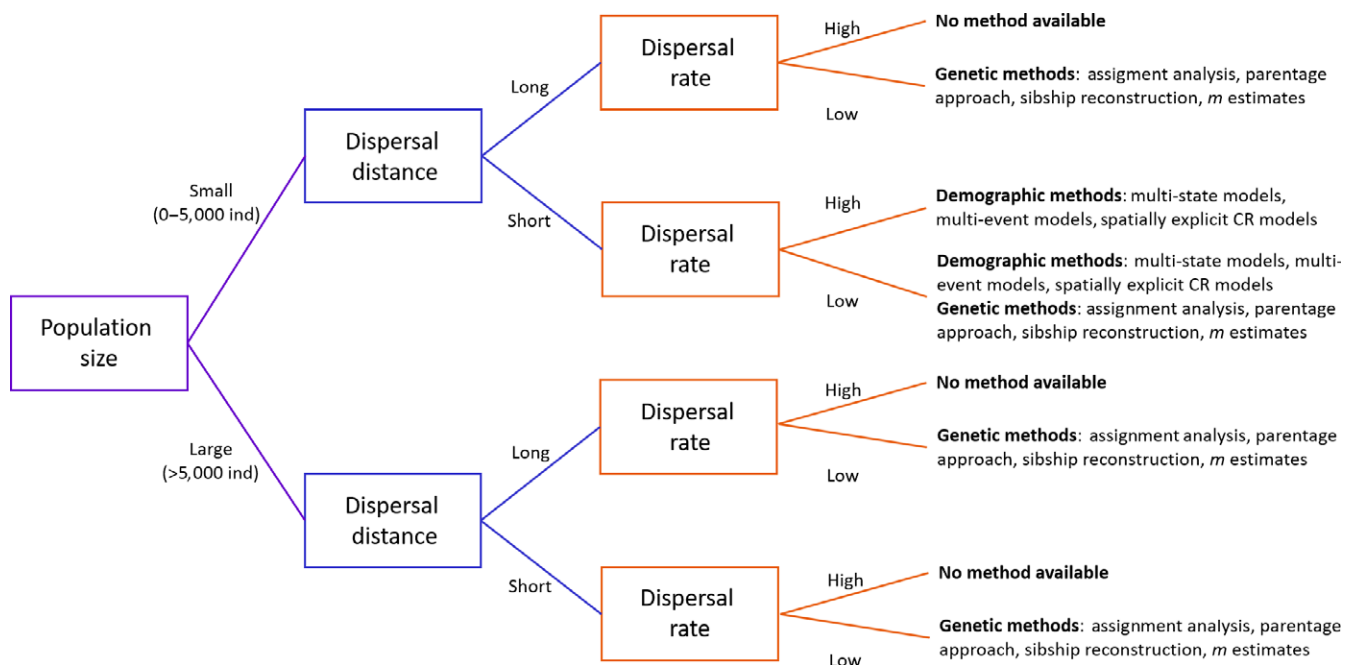 Population
size
Small
(0–5,000 ind)
Large
(>5,000 ind)
Dispersal
distance
Long
Short
Dispersal
rate
High
No method available
Low
Genetic methods: assigment analysis, parentage
approach, sibship reconstruction, m estimates
Dispersal
rate
High
Demographic methods: multi-state models,
multi-event models, spatially explicit CR models
Low
Demographic methods: multi-state models, multi-
event models, spatially explicit CR models
Genetic methods: assignment analysis, parentage
approach, sibship reconstruction, m estimates
Dispersal
distance
Long
Short
Dispersal
rate
High
No method available
Low
Genetic methods: assignment analysis, parentage
approach, sibship reconstruction, m estimates
Dispersal
rate
High
No method available
Low
Genetic methods: assignment analysis, parentage
approach, sibship reconstruction, m estimates